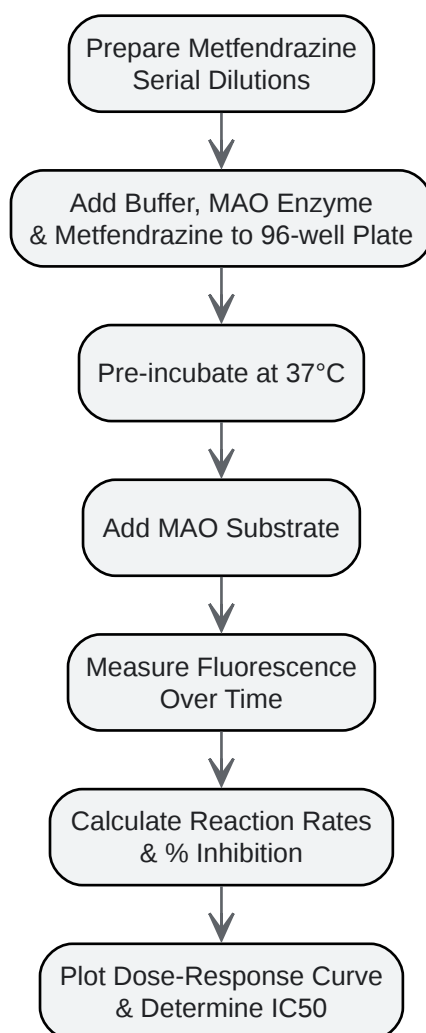 Prepare Metfendrazine
Serial Dilutions
Add Buffer, MAO Enzyme
& Metfendrazine to 96-well Plate
Pre-incubate at 37°C
Add MAO Substrate
Measure Fluorescence
Over Time
Calculate Reaction Rates
& % Inhibition
Plot Dose-Response Curve
& Determine IC50